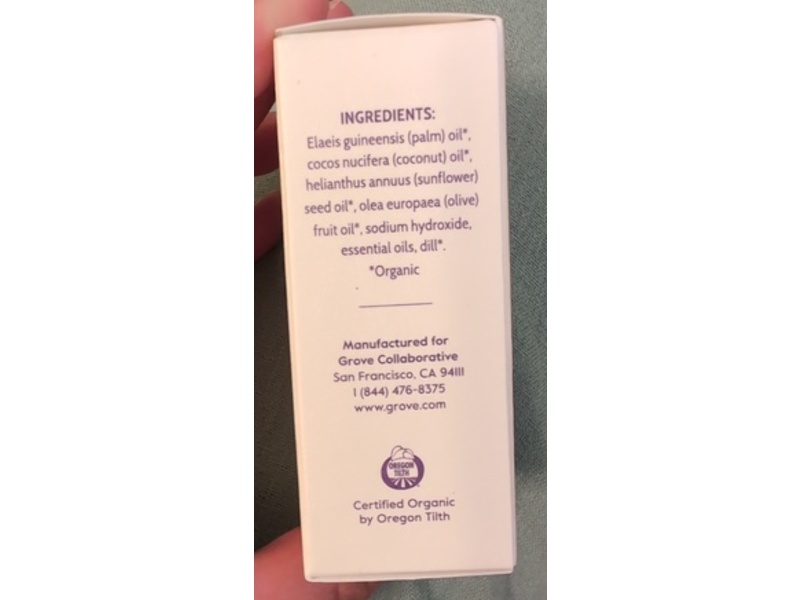 INGREDIENTS:
Elaeis guineensis (palm) oil*,
cocos nucifera (coconut) oil*,
helianthus annuus (sunflower)
seed oil*, olea europaea (olive)
fruit oil*, sodium hydroxide,
essential oils, dill*.
*Organic
Manufactured for
Grove Collaborative
San Francisco, CA 94111
1 (844) 476-8375
www.grove.com
OREGON
TILTH
Certified Organic
by Oregon Tilth